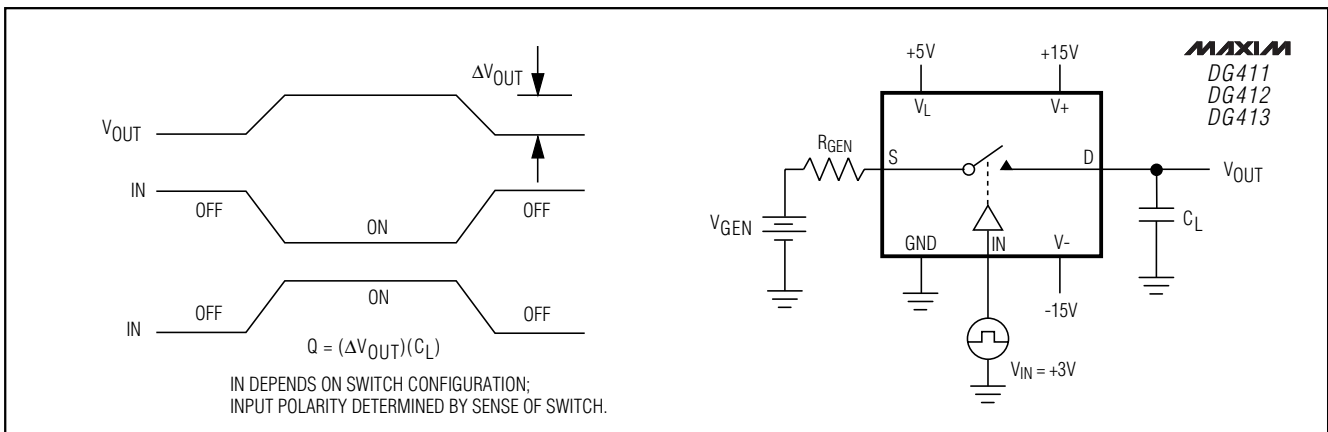 ΔVOUT
VOUT
IN
OFF
ON
OFF
IN
OFF
ON
OFF
Q = (ΔVOUT)(CL)
IN DEPENDS ON SWITCH CONFIGURATION;
INPUT POLARITY DETERMINED BY SENSE OF SWITCH.
+5V
+15V
MAXIM
DG411
DG412
DG413
VL
V+
RGEN
S
D
VOUT
VGEN
CL
GND
IN
V-
-15V
VIN = +3V